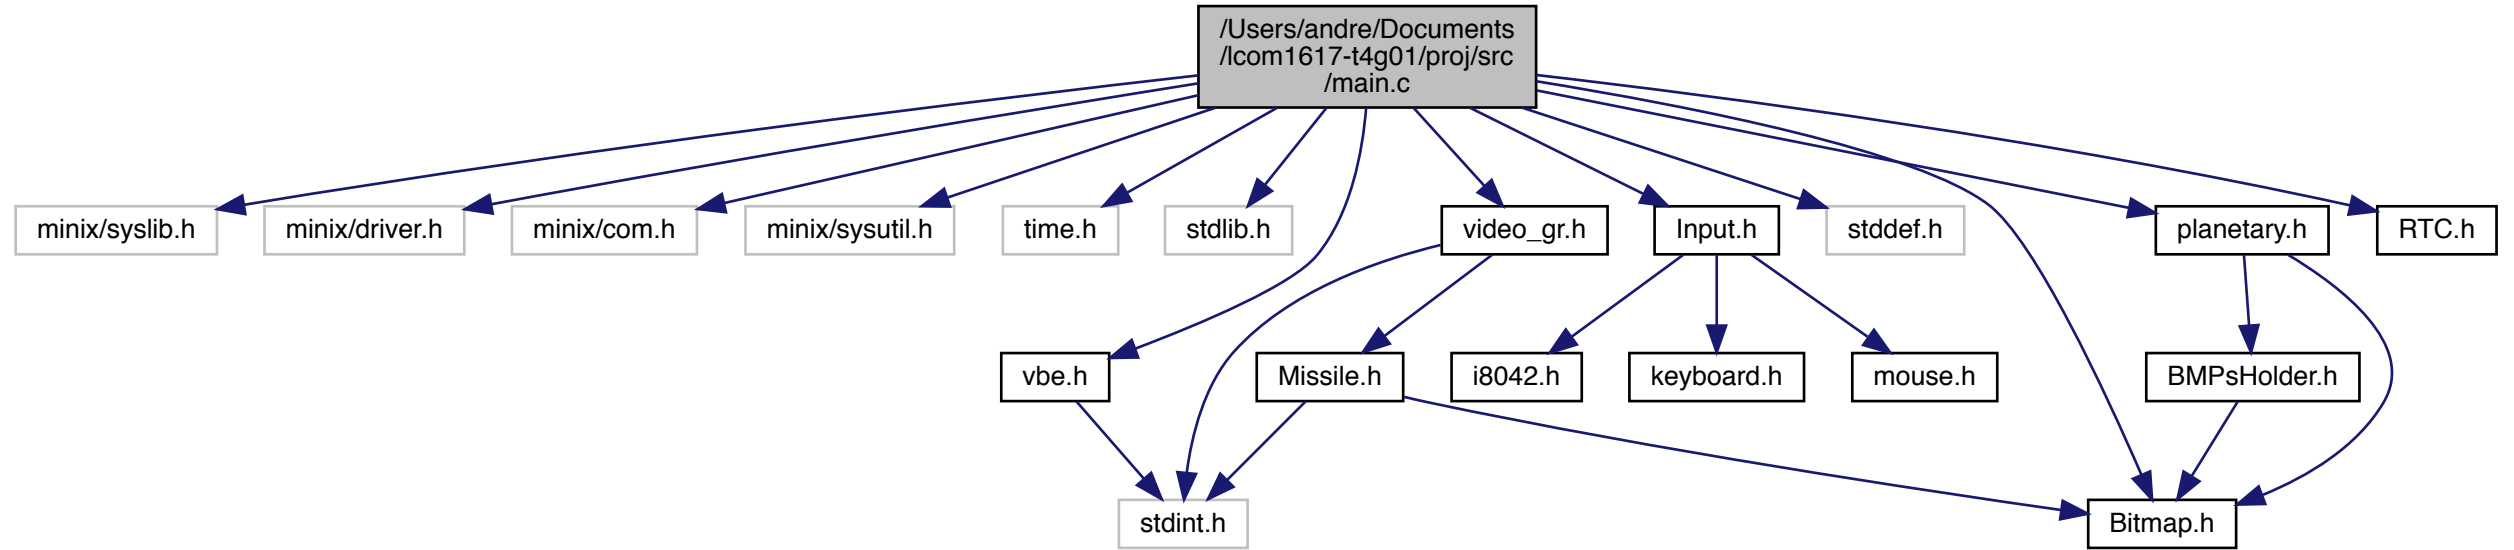 /Users/andre/Documents
/lcom1617-t4g01/proj/src
/main.c
minix/syslib.h
minix/driver.h
minix/com.h
minix/sysutil.h
time.h
stdlib.h
video_gr.h
Input.h
stddef.h
planetary.h
RTC.h
vbe.h
Missile.h
i8042.h
keyboard.h
mouse.h
BMPsHolder.h
stdint.h
Bitmap.h